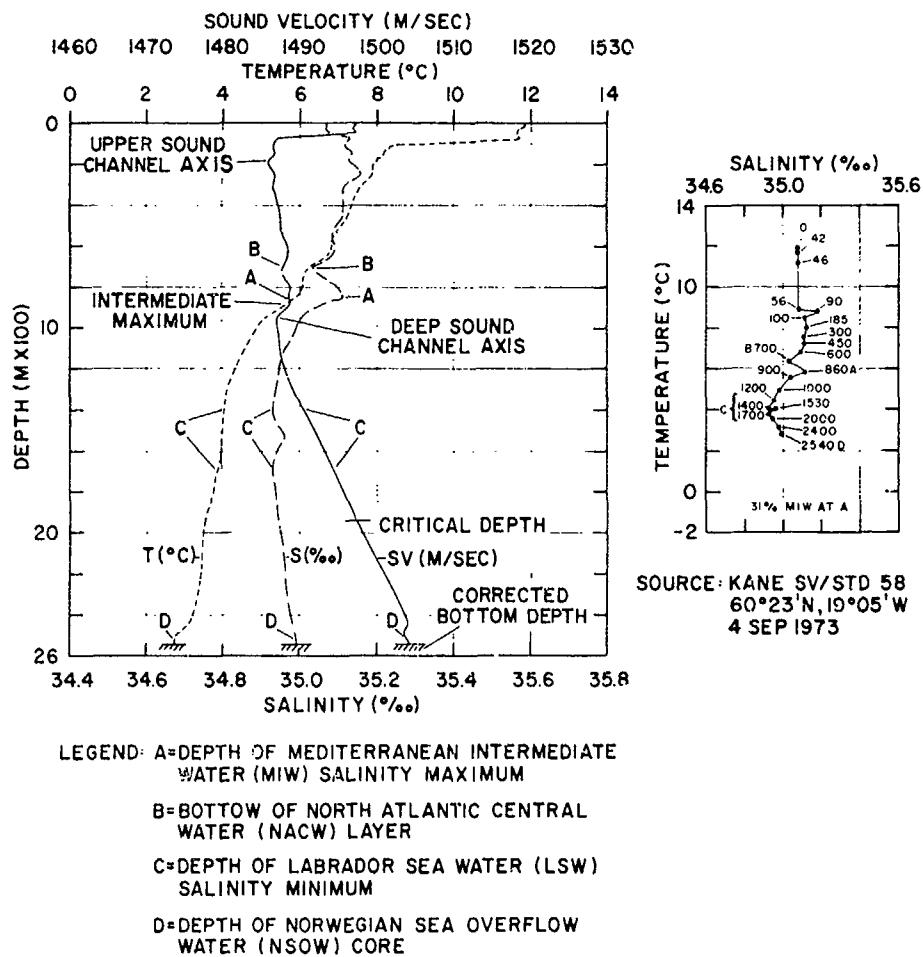 SOUND VELOCITY (M/SEC)
1460 1470 1480 1490 1500 1510 1520 1530
TEMPERATURE (°C)
0 2 4 6 8 10 12 14
0
UPPER SOUND
CHANNEL AXIS
B
B
A
A
INTERMEDIATE
MAXIMUM
10
DEEP SOUND
CHANNEL AXIS
DEPTH (MX100)
C C C
CRITICAL DEPTH
20
T (°C) S (‰) SV (M/SEC)
CORRECTED
BOTTOM DEPTH
D D D
26
34.4 34.6 34.8 35.0 35.2 35.4 35.6 35.8
SALINITY (‰)
SALINITY (‰)
34.6 35.0 35.6
14
0
42
46
10
56 90
100 185
300
450
B700 600
900 860A
1200 1000
C 1400 1530
1700 2000
2400
2540D
0
31% MIW AT A
-2
TEMPERATURE (°C)
SOURCE: KANE SV/STD 58
60°23'N, 19°05'W
4 SEP 1973
LEGEND: A=DEPTH OF MEDITERRANEAN INTERMEDIATE
WATER (MIW) SALINITY MAXIMUM
B=BOTTOW OF NORTH ATLANTIC CENTRAL
WATER (NACW) LAYER
C=DEPTH OF LABRADOR SEA WATER (LSW)
SALINITY MINIMUM
D=DEPTH OF NORWEGIAN SEA OVERFLOW
WATER (NSOW) CORE